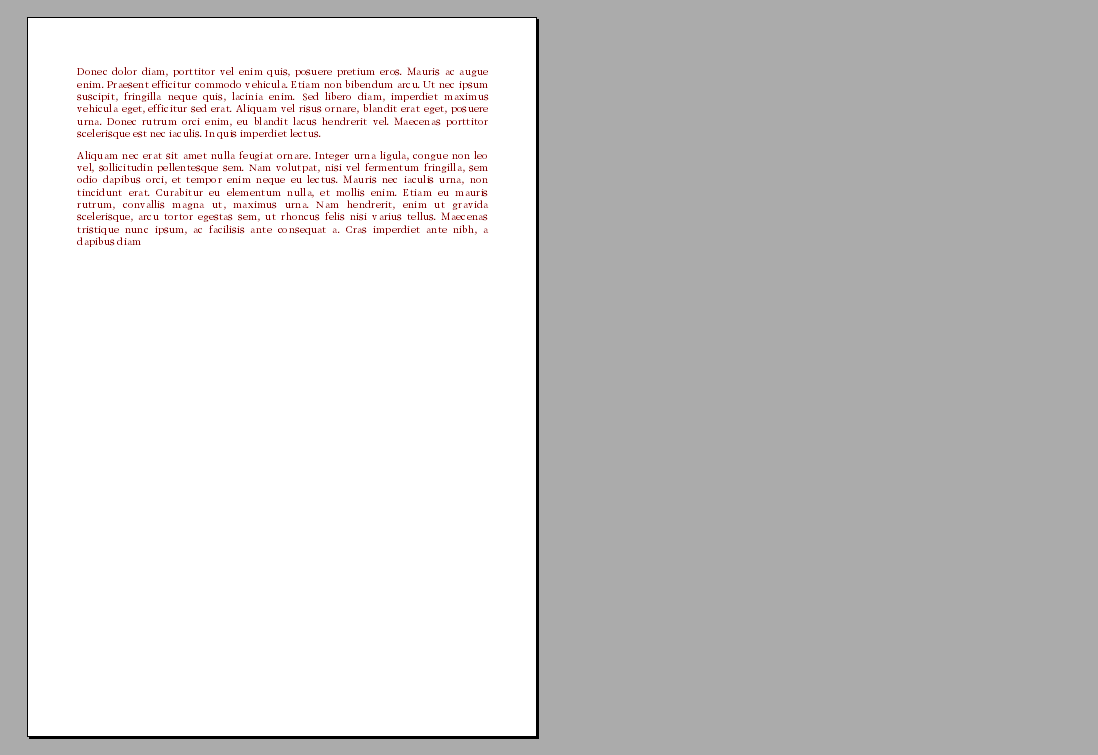 Donec dolor diam, porttitor vel enim quis, posuere pretium eros. Mauris ac augue
enim. Praesent efficitur commodo vehicula. Etiam non bibendum arcu. Ut nec ipsum
suscipit, fringilla neque quis, lacinia enim. Sed libero diam, imperdiet maximus
vehicula eget, efficitur sed erat. Aliquam vel risus ornare, blandit erat eget, posuere
urna. Donec rutrum orci enim, eu blandit lacus hendrerit vel. Maecenas porttitor
scelerisque est nec iaculis. In quis imperdiet lectus.
Aliquam nec erat sit amet nulla feugiat ornare. Integer urna ligula, congue non leo
vel, sollicitudin pellentesque sem. Nam volutpat, nisi vel fermentum fringilla, sem
odio dapibus orci, et tempor enim neque eu lectus. Mauris nec iaculis urna, non
tincidunt erat. Curabitur eu elementum nulla, et mollis enim. Etiam eu mauris
rutrum, convallis magna ut, maximus urna. Nam hendrerit, enim ut gravida
scelerisque, arcu tortor egestas sem, ut rhoncus felis nisi varius tellus. Maecenas
tristique nunc ipsum, ac facilisis ante consequat a. Cras imperdiet ante nibh, a
dapibus diam